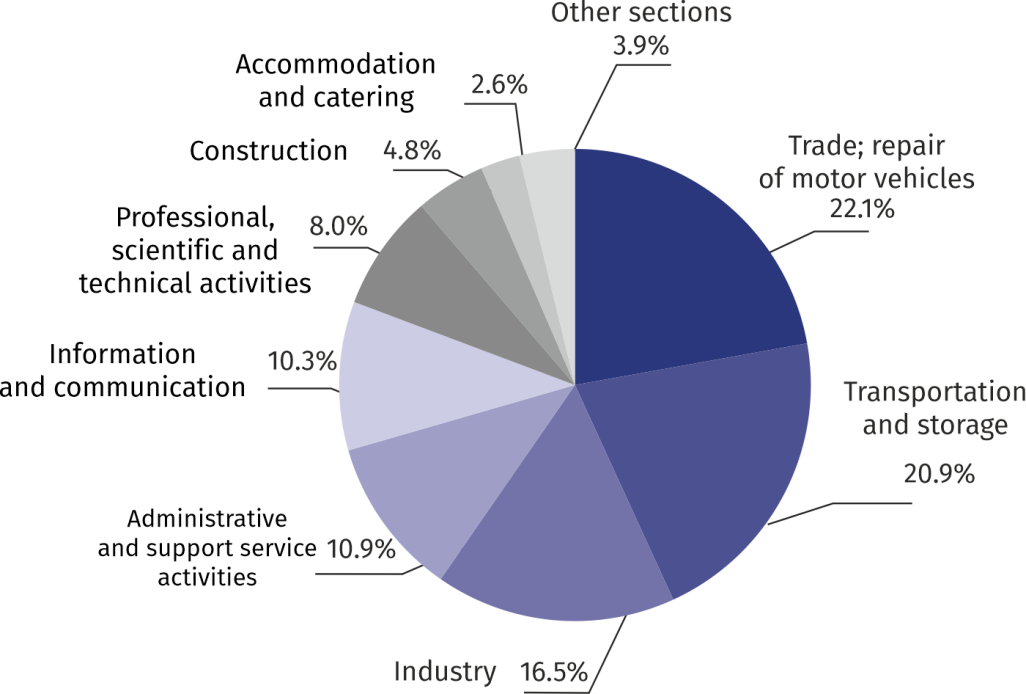 Other sections
3.9%
Trade; repair
of motor vehicles
22.1%
Transportation
and storage
20.9%
Industry 16.5%
Administrative
and support service 10.9%
activities
Information
and communication
10.3%
Professional,
scientific and
technical activities
8.0%
Construction 4.8%
Accommodation
and catering
2.6%